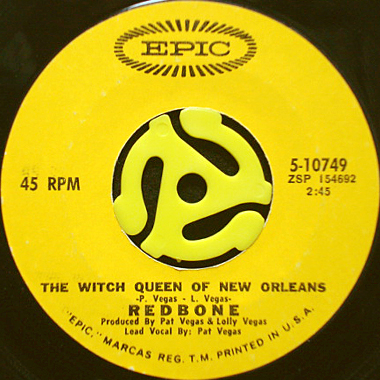 EPIC
45 RPM
5-10749
ZSP 154692
2:45
THE WITCH QUEEN OF NEW ORLEANS
-P. Vegas - L. Vegas-
REDBONE
Produced By Pat Vegas & Lolly Vegas
Lead Vocal By: Pat Vegas
"EPIC," MARCAS REG. T.M. PRINTED IN U.S.A.